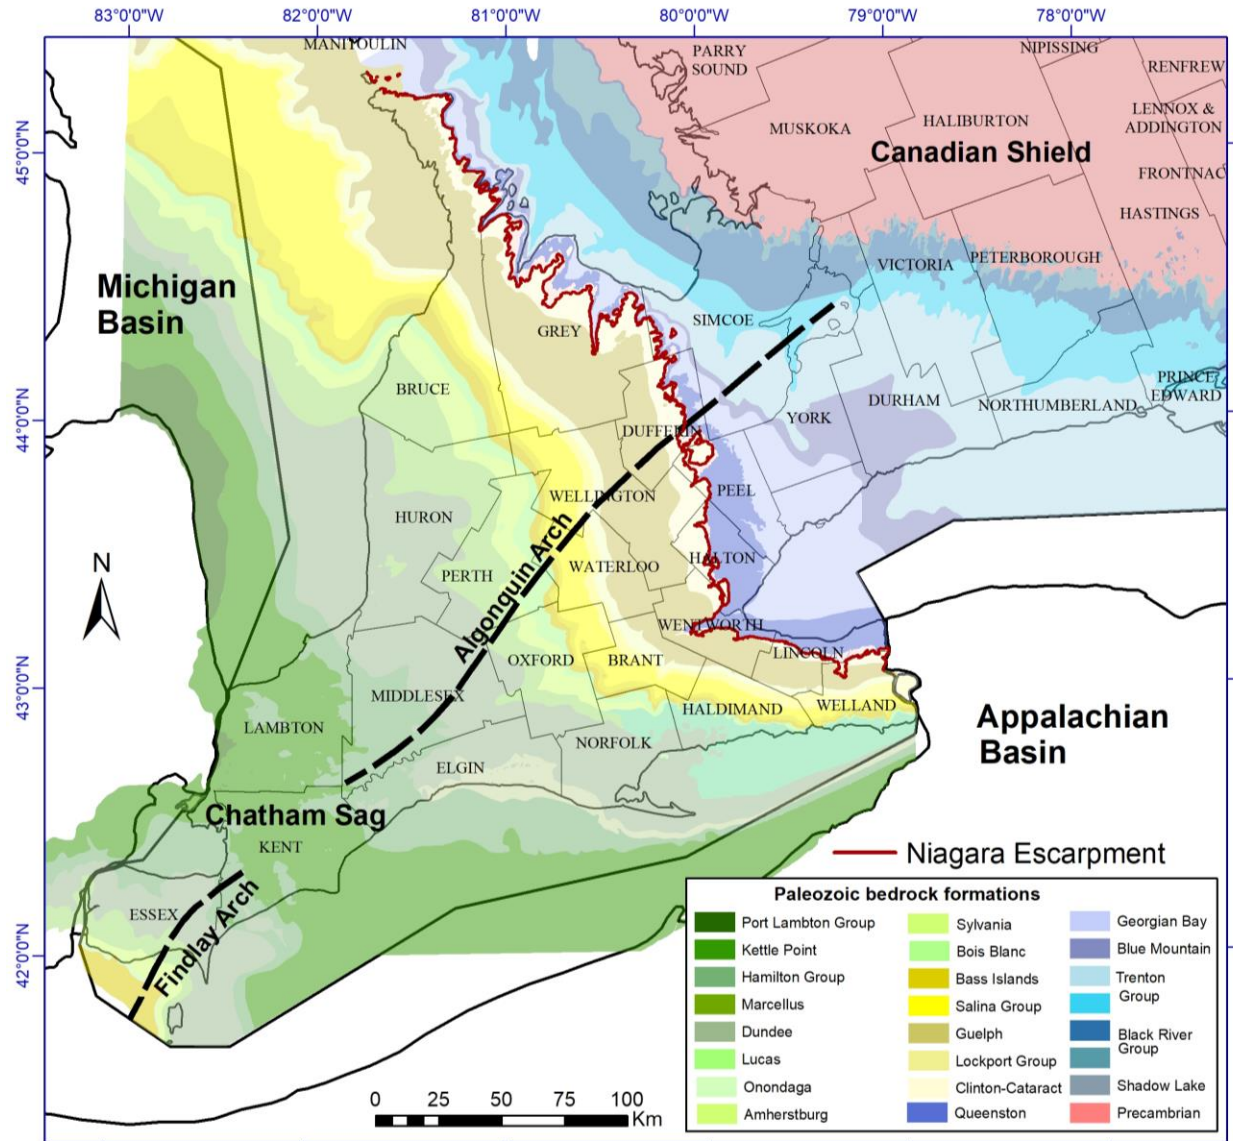 83°0'0"W
82°0'0"W
81°0'0"W
80°0'0"W
79°0'0"W
78°0'0"W
MANITOULIN
PARRY
SOUND
NIPISSING
RENFREW
LENNOX &
ADDINGTON
MUSKOKA
HALIBURTON
Canadian Shield
FRONTNAC
HASTINGS
45°0'0"N
44°0'0"N
43°0'0"N
42°0'0"N
VICTORIA
PETERBOROUGH
Michigan
Basin
SIMCOE
GREY
BRUCE
PRINCE
EDWARD
DURHAM
NORTHUMBERLAND
YORK
DUFFERIN
WELLINGTON
PEEL
HURON
N
HALTON
WATERLOO
PERTH
Algonquin Arch
WENTWORTH
LINCOLN
OXFORD
BRANT
MIDDLESEX
HALDIMAND
WELLAND
LAMBTON
NORFOLK
ELGIN
Appalachian
Basin
Chatham Sag
KENT
ESSEX
Findlay Arch
Niagara Escarpment
Paleozoic bedrock formations
Port Lambton Group
Kettle Point
Hamilton Group
Marcellus
Dundee
Lucas
Onondaga
Amherstburg
Sylvania
Bois Blanc
Bass Islands
Salina Group
Guelph
Lockport Group
Clinton-Cataract
Queenston
Georgian Bay
Blue Mountain
Trenton
Group
Black River
Group
Shadow Lake
Precambrian
0 25 50 75 100
Km